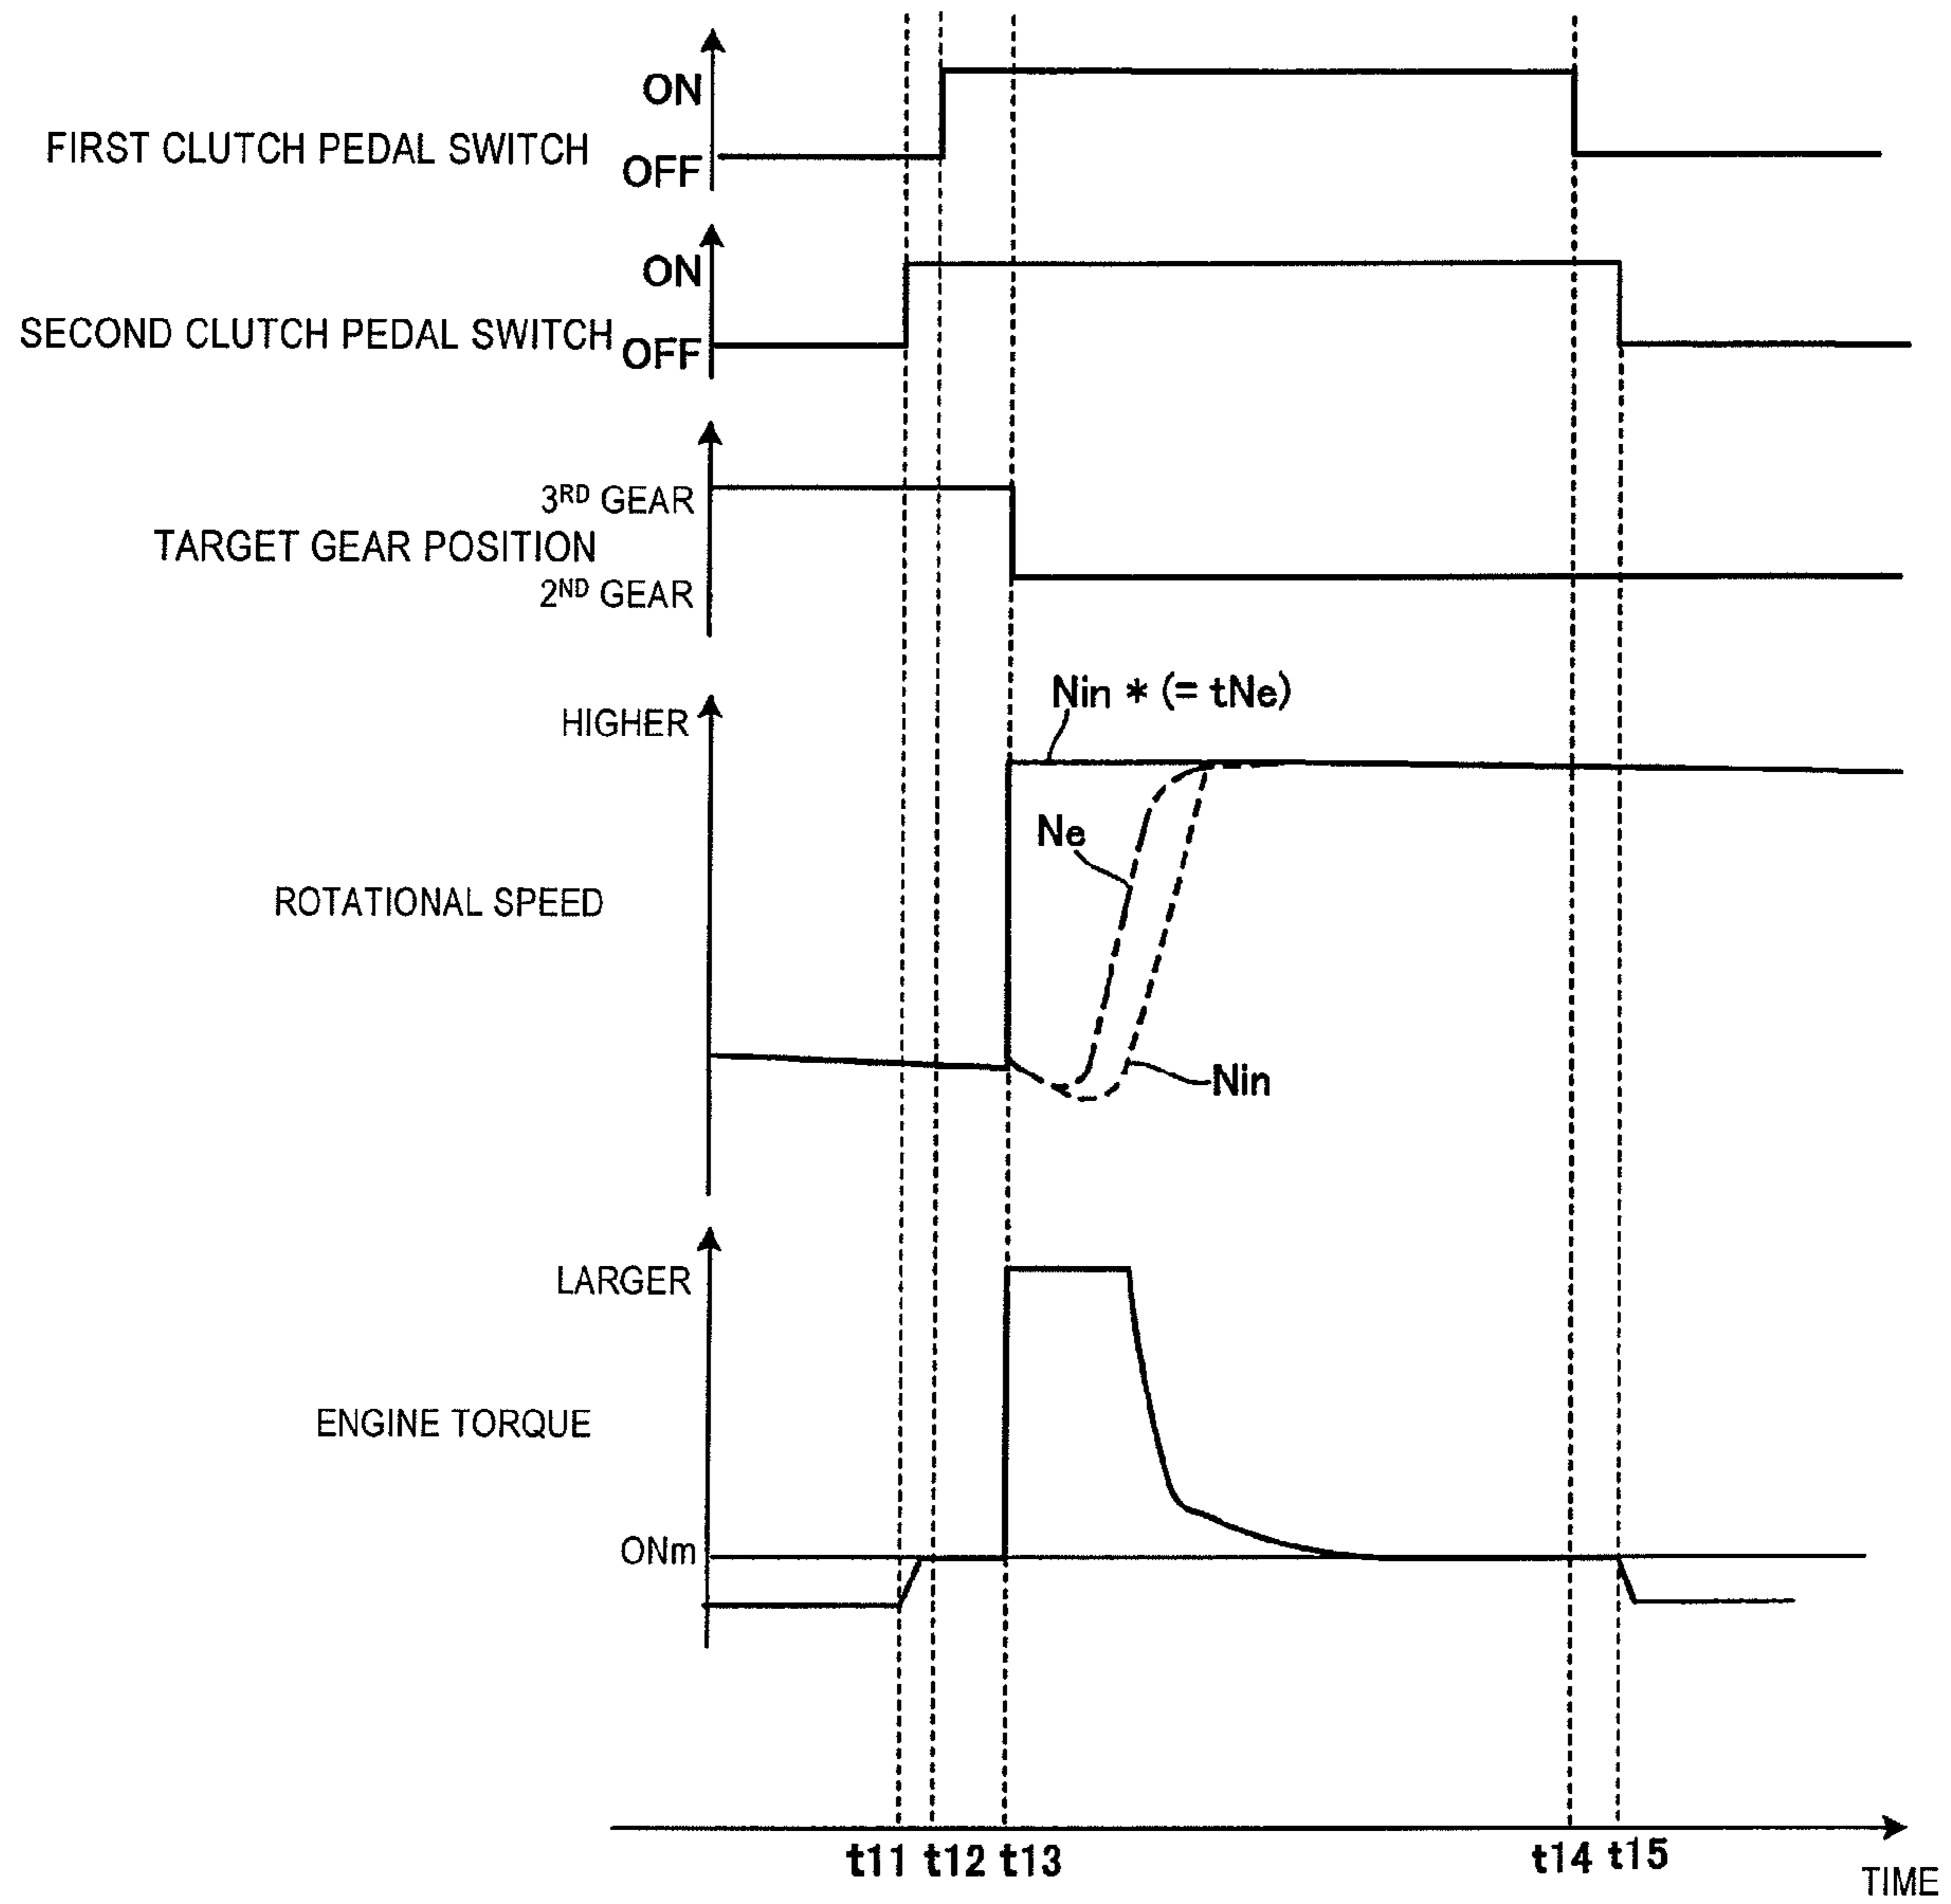 ON
FIRST CLUTCH PEDAL SWITCH
OFF
ON
SECOND CLUTCH PEDAL SWITCH
OFF
3RD GEAR
TARGET GEAR POSITION
2ND GEAR
Nin * (= tNe)
HIGHER
Ne
ROTATIONAL SPEED
Nin
LARGER
ENGINE TORQUE
ONm
t11 t12 t13 t14 t15
TIME